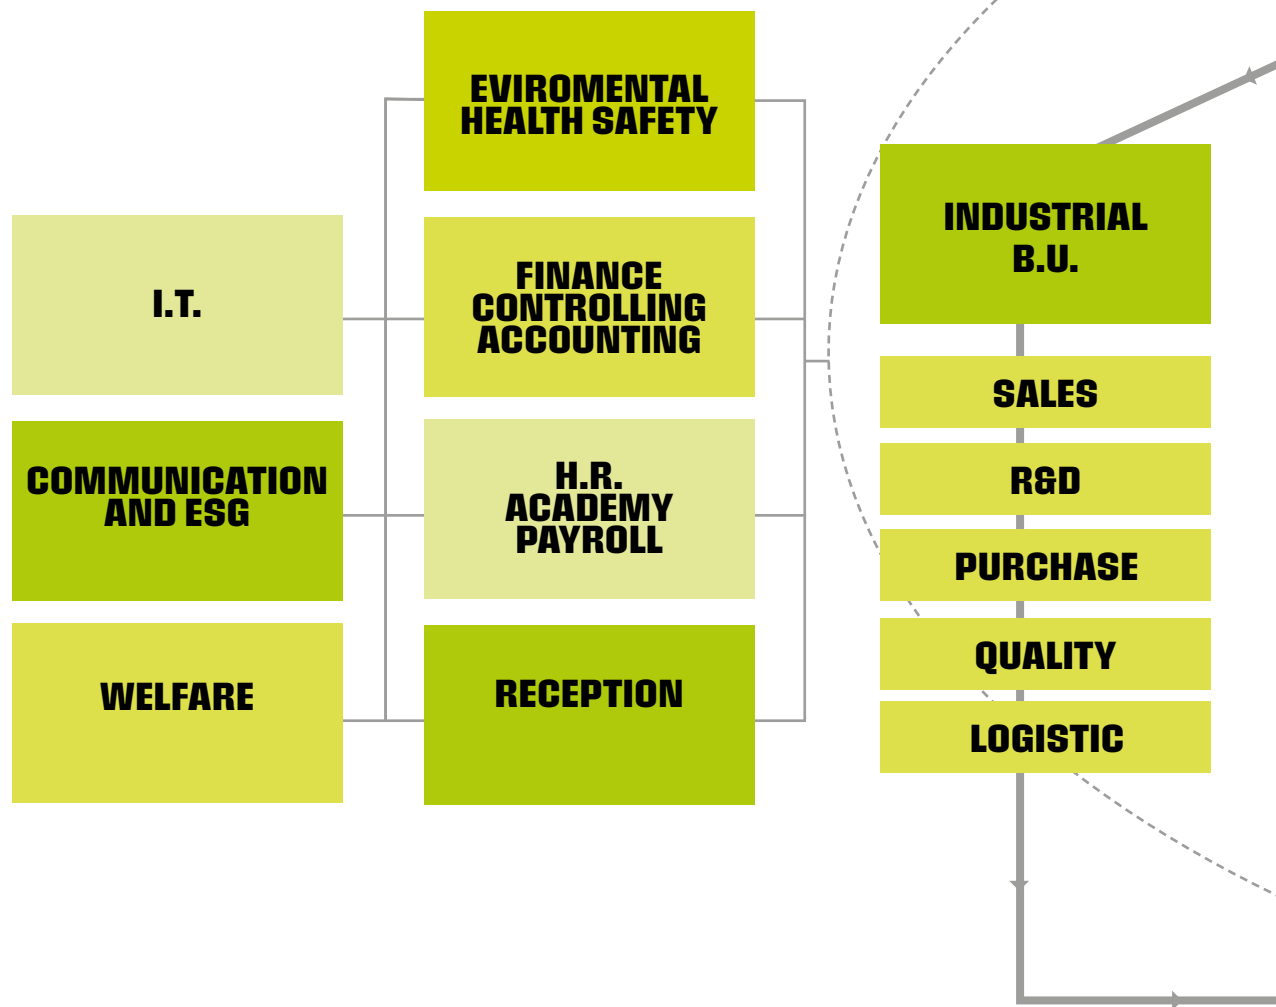 EVIROMENTAL
HEALTH SAFETY
I.T.
FINANCE
CONTROLLING
ACCOUNTING
COMMUNICATION
AND ESG
H.R.
ACADEMY
PAYROLL
WELFARE
RECEPTION
INDUSTRIAL
B.U.
SALES
R&D
PURCHASE
QUALITY
LOGISTIC